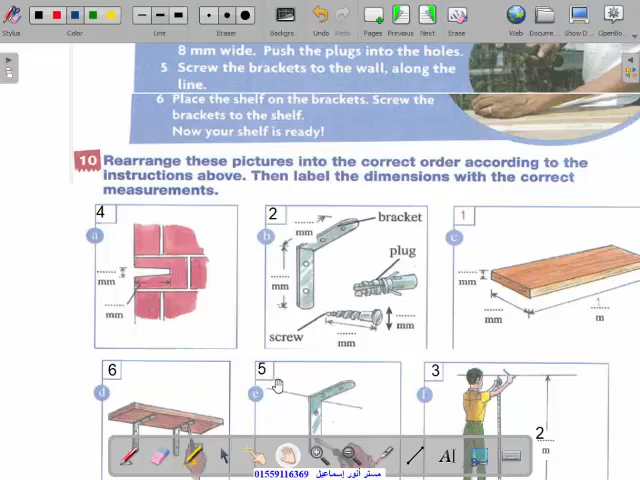 Stylus
Color
Line
Eraser
Backgro...
Undo
Redo
Pages
Previous
Next
Erase
Web
Docume...
Show D...
OpenBo...
8 mm wide. Push the plugs into the holes.
5 Screw the brackets to the wall, along the
line.
6 Place the shelf on the brackets. Screw the
brackets to the shelf.
Now your shelf is ready!
10 Rearrange these pictures into the correct order according to the
instructions above. Then label the dimensions with the correct
measurements.
4
a
...... mm
...... mm
2
b
...... mm
bracket
...... mm
plug
...... mm
screw
...... mm
1
c
...... mm
...... mm
1
m
6
d
5
e
3
f
2
m
01559116369 مستر أنور إسماعيل